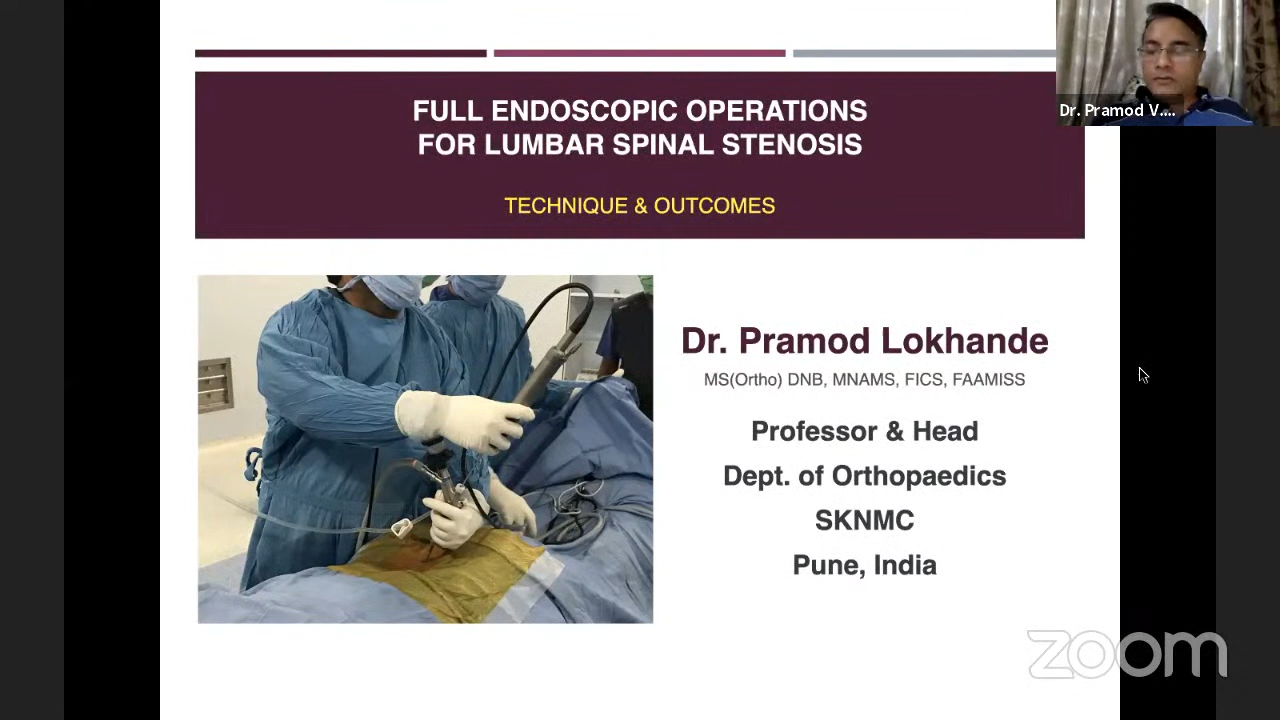 FULL ENDOSCOPIC OPERATIONS
FOR LUMBAR SPINAL STENOSIS
TECHNIQUE & OUTCOMES
Dr. Pramod V....
Dr. Pramod Lokhande
MS(Ortho) DNB, MNAMS, FICS, FAAMISS
Professor & Head
Dept. of Orthopaedics
SKNMC
Pune, India
zoom